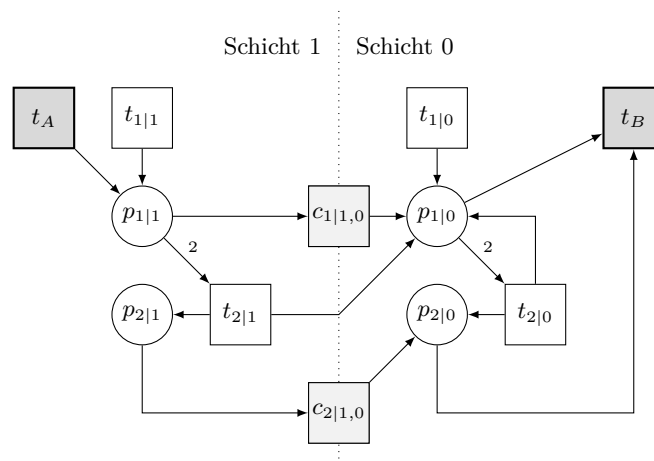 Schicht 1 Schicht 0
t_A t_{1|1} t_{1|0} t_B
p_{1|1} c_{1|1,0} p_{1|0}
2 2
p_{2|1} t_{2|1} p_{2|0} t_{2|0}
c_{2|1,0}